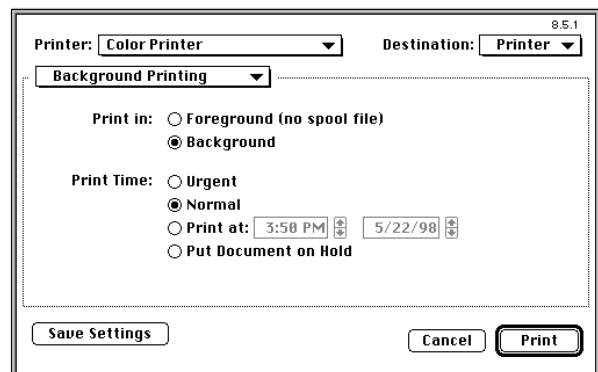 8.5.1
Printer: Color Printer Destination: Printer
Background Printing
Print in: Foreground (no spool file)
Background
Print Time: Urgent
Normal
Print at: 3:50 PM 5/22/98
Put Document on Hold
Save Settings
Cancel Print